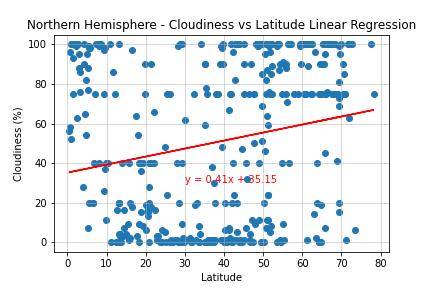 Northern Hemisphere - Cloudiness vs Latitude Linear Regression
100
80
60
40
20
0
Cloudiness (%)
y = 0.41x + 35.15
0 10 20 30 40 50 60 70 80
Latitude